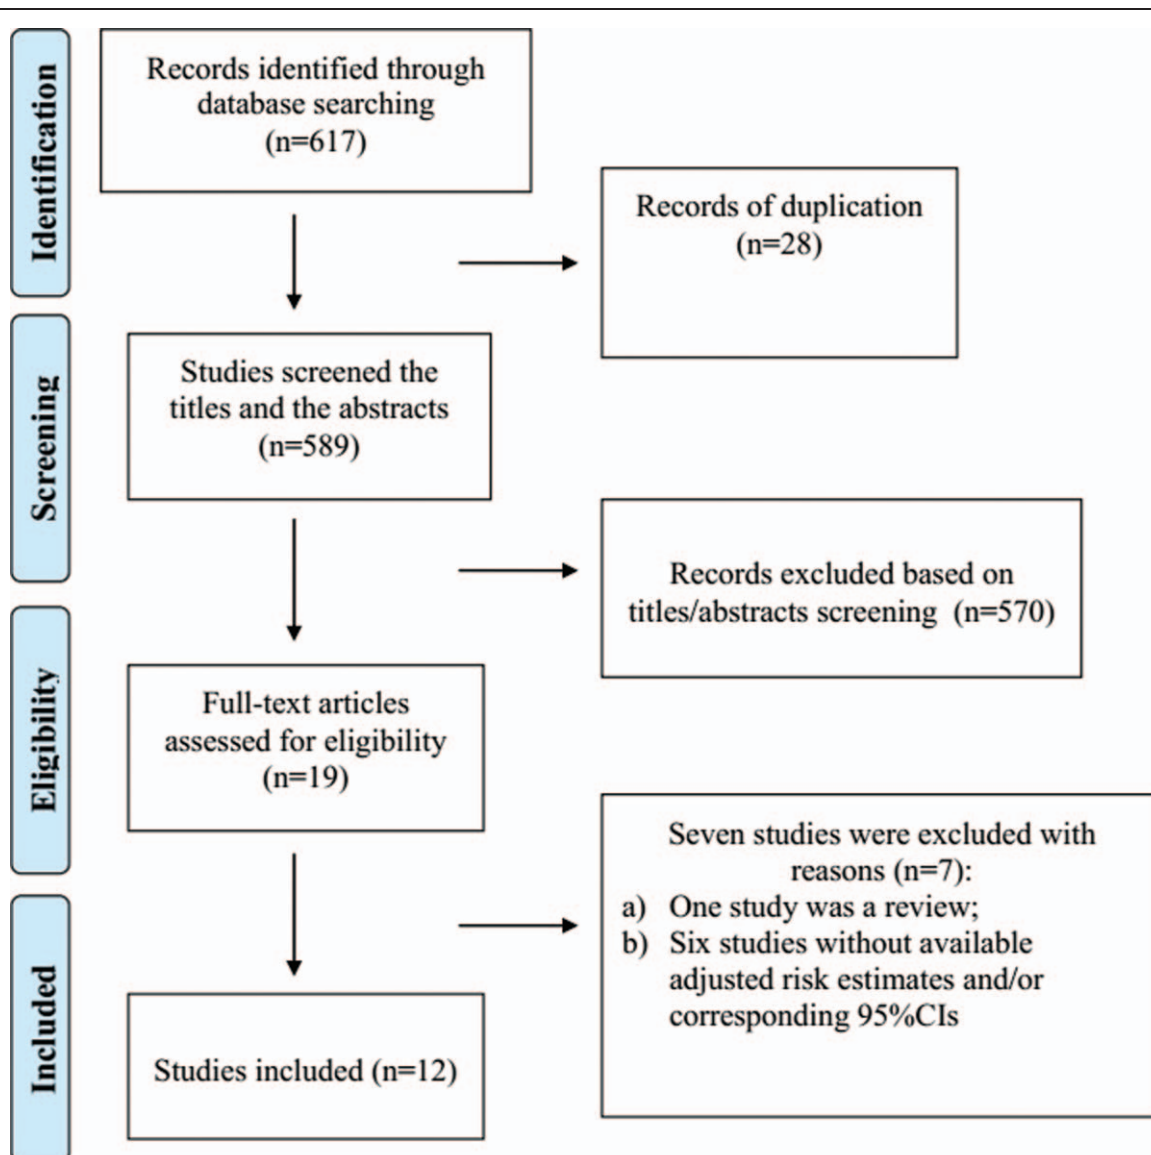 Identification
Records identified through
database searching
(n=617)
Records of duplication
(n=28)
Screening
Studies screened the
titles and the abstracts
(n=589)
Records excluded based on
titles/abstracts screening (n=570)
Eligibility
Full-text articles
assessed for eligibility
(n=19)
Seven studies were excluded with
reasons (n=7):
a) One study was a review;
b) Six studies without available
adjusted risk estimates and/or
corresponding 95%CIs
Included
Studies included (n=12)